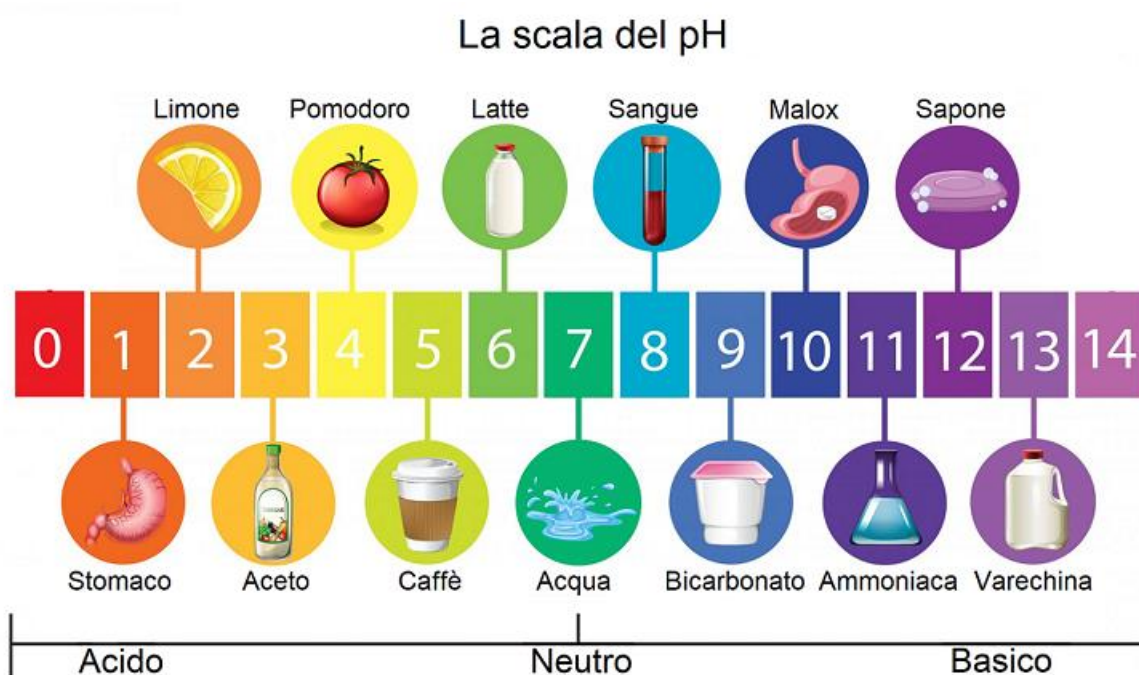 La scala del pH
Limone Pomodoro Latte Sangue Malox Sapone
0 1 2 3 4 5 6 7 8 9 10 11 12 13 14
Stomaco Aceto Caffè Acqua Bicarbonato Ammoniaca Varechina
Acido Neutro Basico